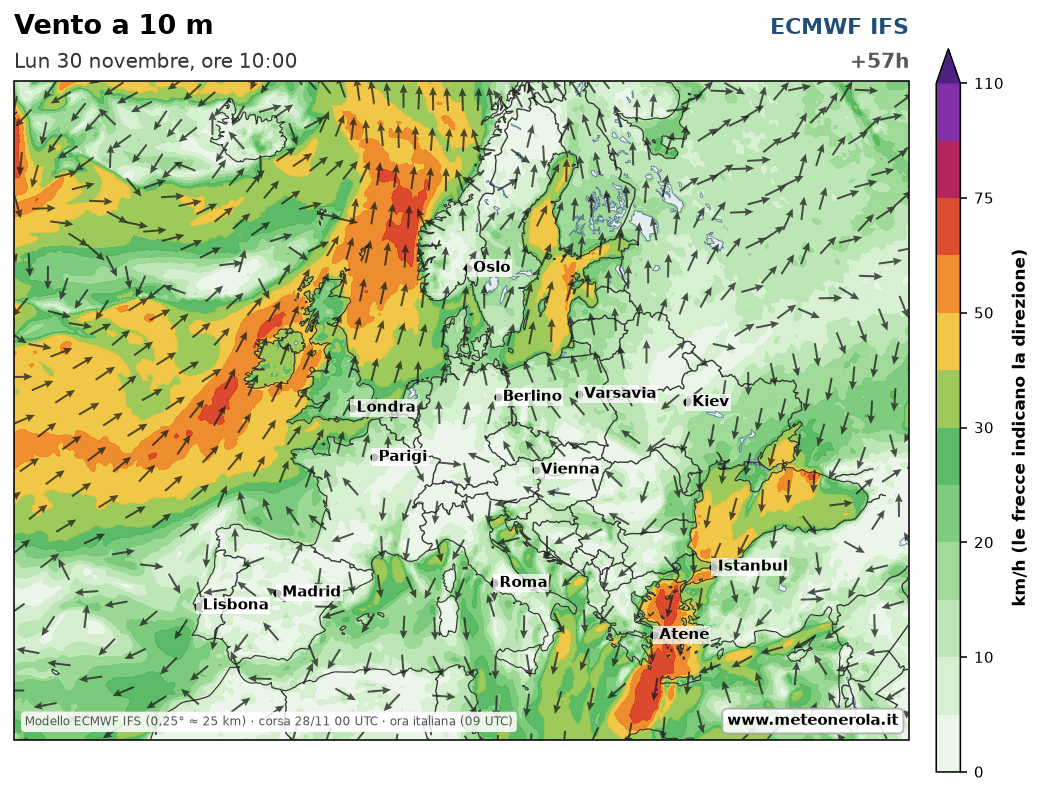 Vento a 10 m
ECMWF IFS
Lun 30 novembre, ore 10:00
+57h
110
75
50
30
20
10
0
km/h (le frecce indicano la direzione)
Oslo
Londra
Berlino
Varsavia
Kiev
Parigi
Vienna
Istanbul
Roma
Madrid
Lisbona
Atene
Modello ECMWF IFS (0,25° ≈ 25 km) · corsa 28/11 00 UTC · ora italiana (09 UTC)
www.meteonerola.it